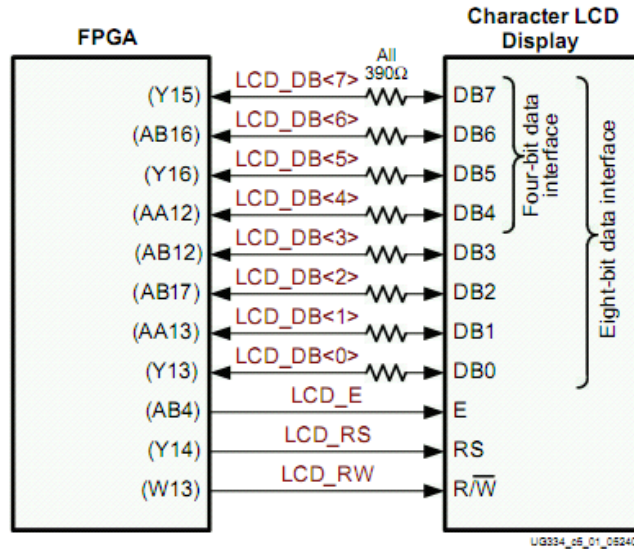 FPGA
Character LCD
Display
All
390Ω
(Y15) LCD_DB<7> DB7
(AB16) LCD_DB<6> DB6
(Y16) LCD_DB<5> DB5
(AA12) LCD_DB<4> DB4
(AB12) LCD_DB<3> DB3
(AB17) LCD_DB<2> DB2
(AA13) LCD_DB<1> DB1
(Y13) LCD_DB<0> DB0
(AB4) LCD_E E
(Y14) LCD_RS RS
(W13) LCD_RW R/W̅
Four-bit data
interface
Eight-bit data interface
UG334_c5_01_05240